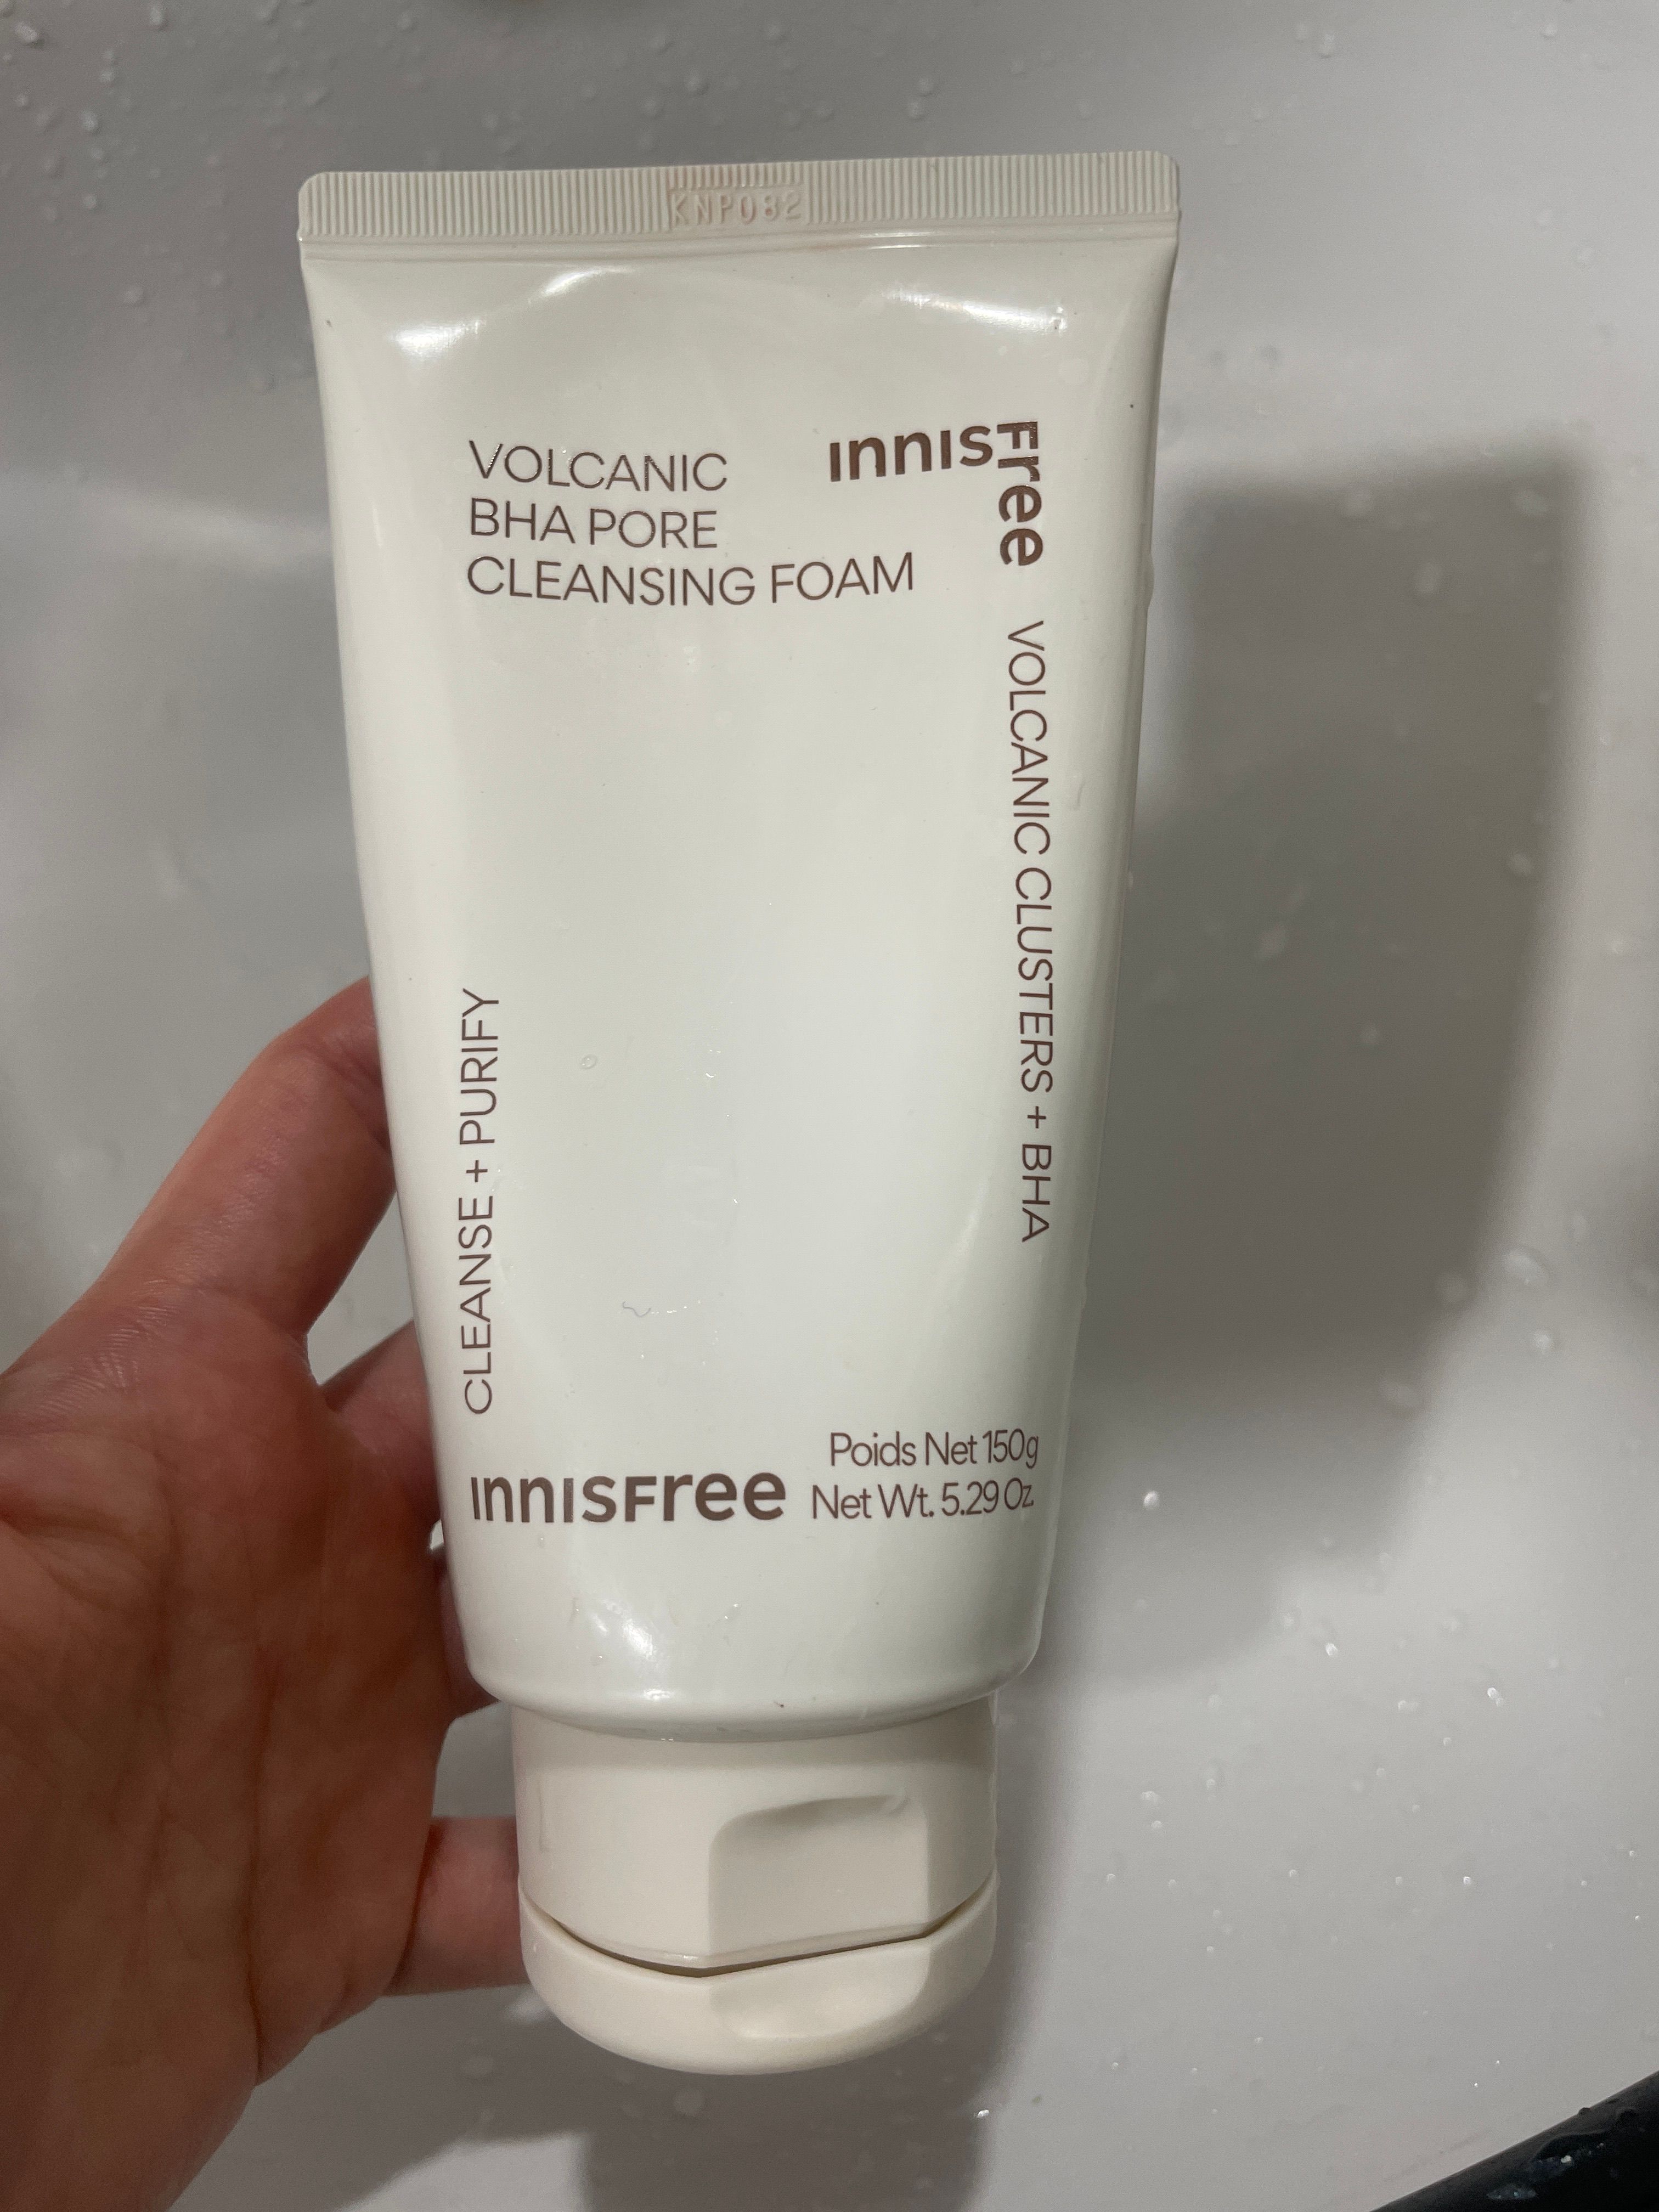 KNP082
VOLCANIC
BHA PORE
CLEANSING FOAM
innisfree
VOLCANIC CLUSTERS + BHA
CLEANSE + PURIFY
innisfree
Poids Net 150g
Net Wt. 5.29 Oz.